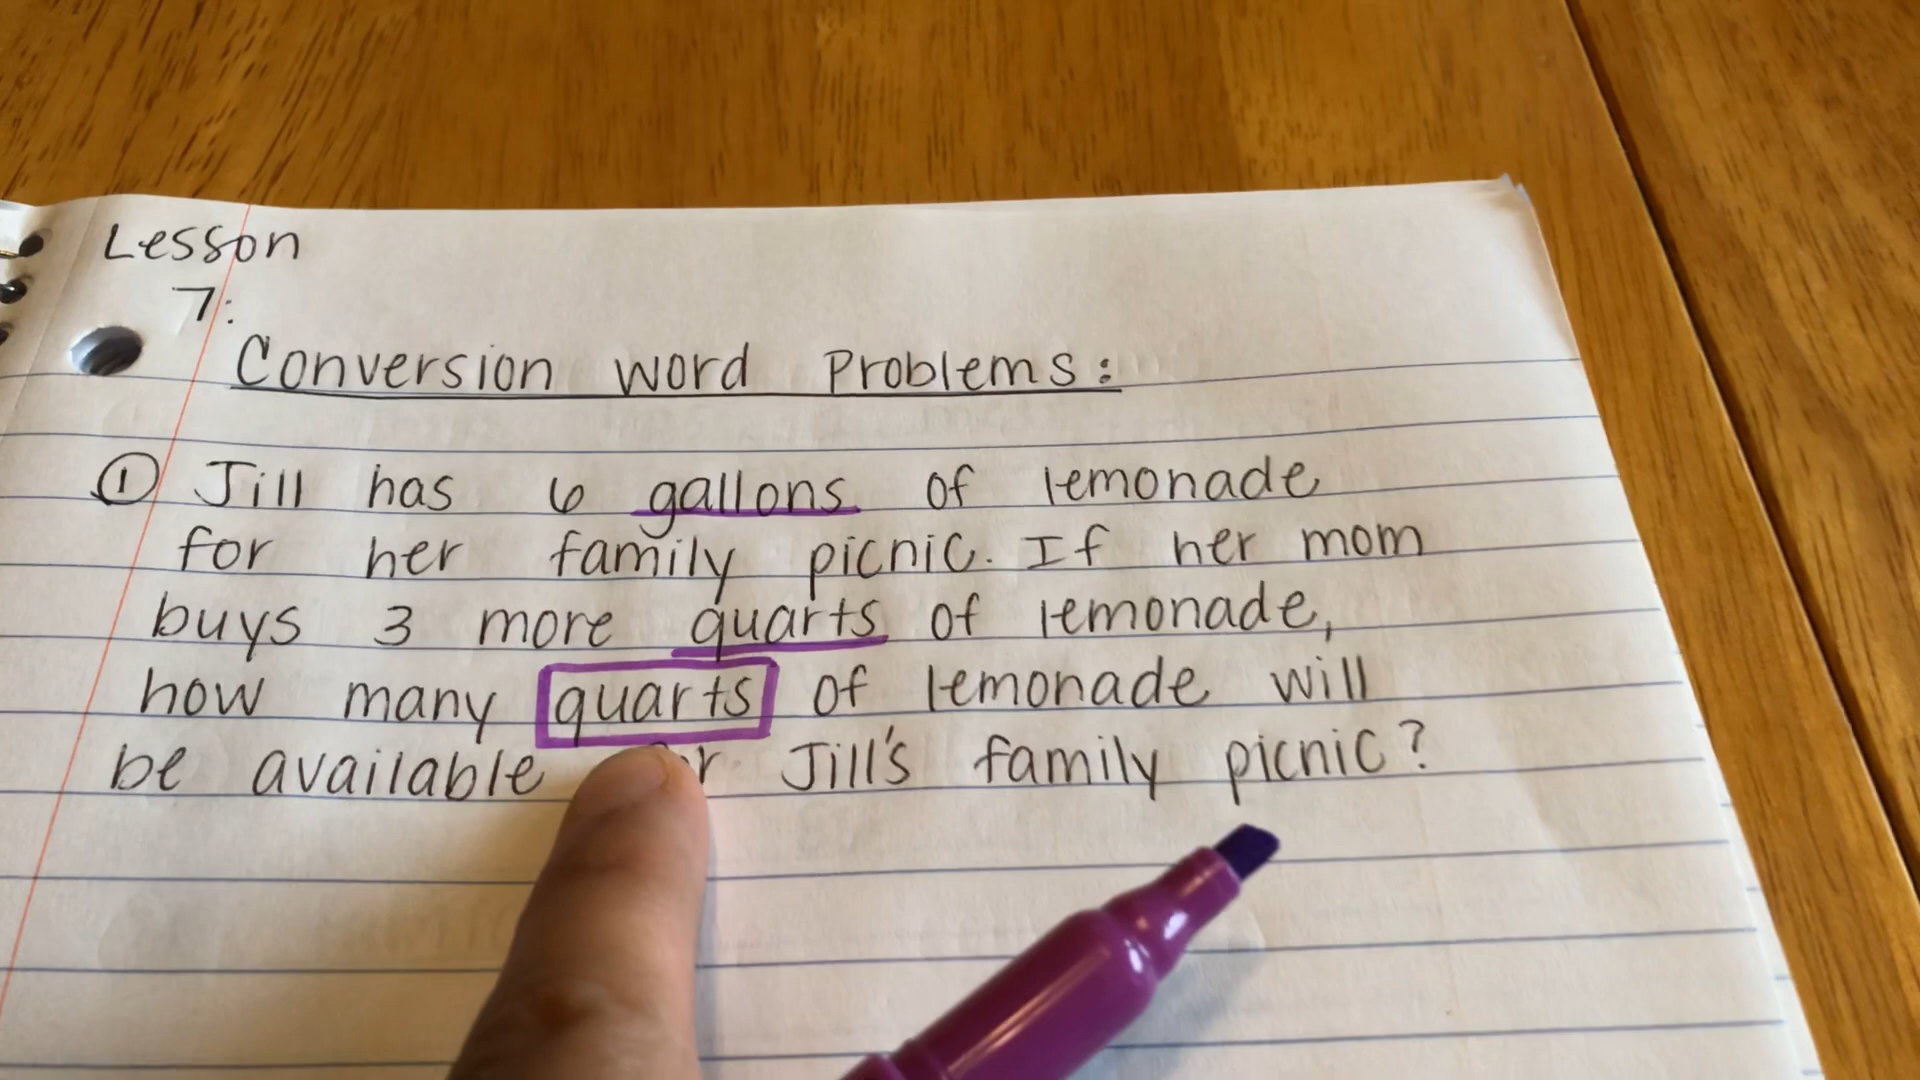 Lesson
7:
Conversion word Problems:
① Jill has 6 gallons of lemonade
for her family picnic. If her mom
buys 3 more quarts of lemonade,
how many quarts of lemonade will
be available Jill's family picnic?